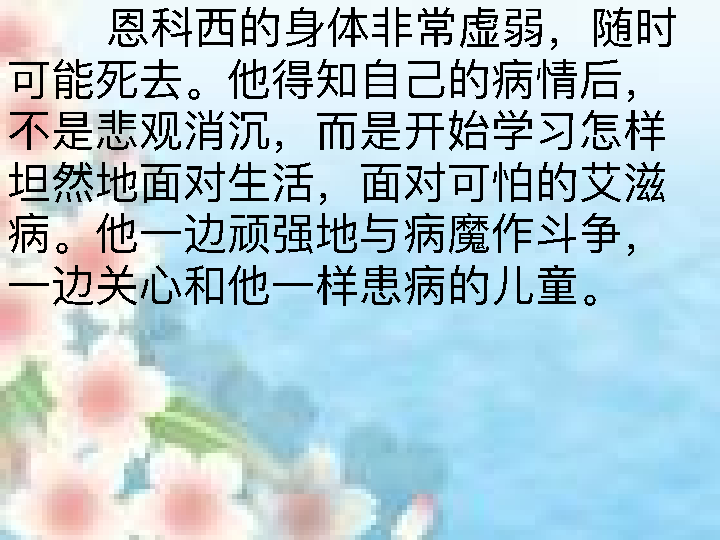 恩科西的身体非常虚弱，随时
可能死去。他得知自己的病情后，
不是悲观消沉，而是开始学习怎样
坦然地面对生活，面对可怕的艾滋
病。他一边顽强地与病魔作斗争，
一边关心和他一样患病的儿童。